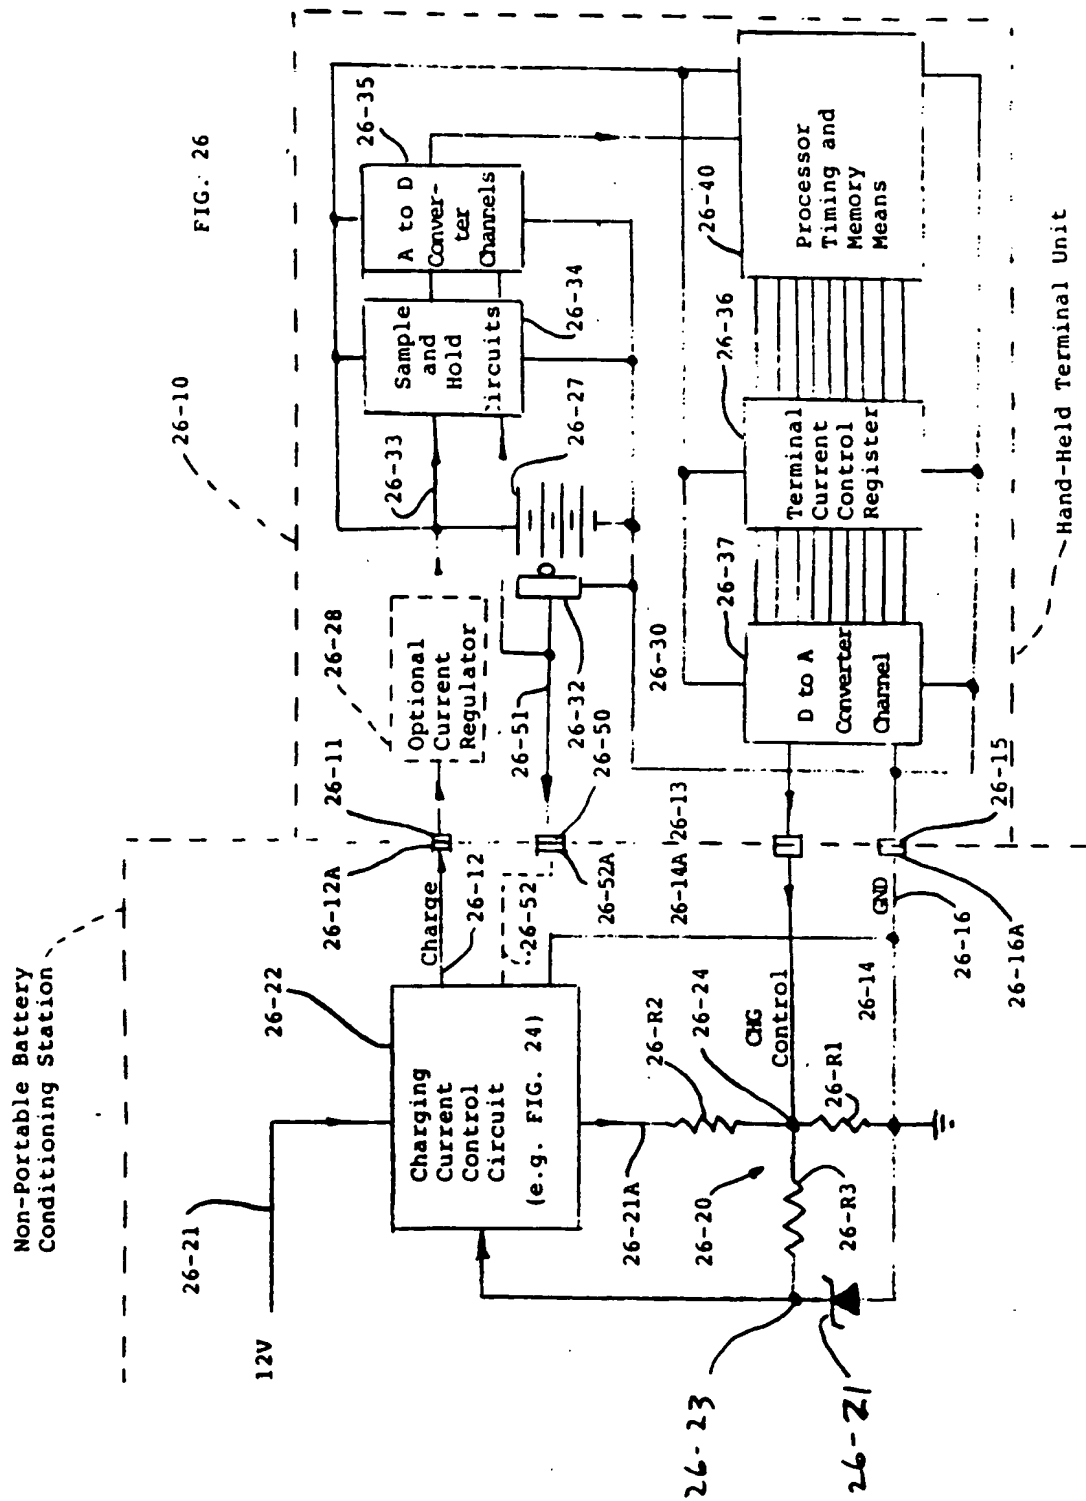 FIG. 26
Non-Portable Battery
Conditioning Station
26-10
26-21
12V
26-22
Charging
Current
Control
Circuit
(e.g. FIG. 24)
26-12A
26-11
Charge
26-12
26-28
Optional
Current
Regulator
26-33
Sample
and
Hold
Circuits
26-34
26-35
A to D
Conver-
ter
Channels
26-27
26-51
26-32
26-50
26-52
26-52A
26-30
26-21A
26-R2
26-24
26-20
CHG
Control
26-14A
26-13
26-R1
26-R3
26-14
GND
26-16
26-16A
26-15
26-23
26-Z1
26-37
D to A
Converter
Channel
26-36
Terminal
Current
Control
Register
26-40
Processor
Timing and
Memory
Means
Hand-Held Terminal Unit